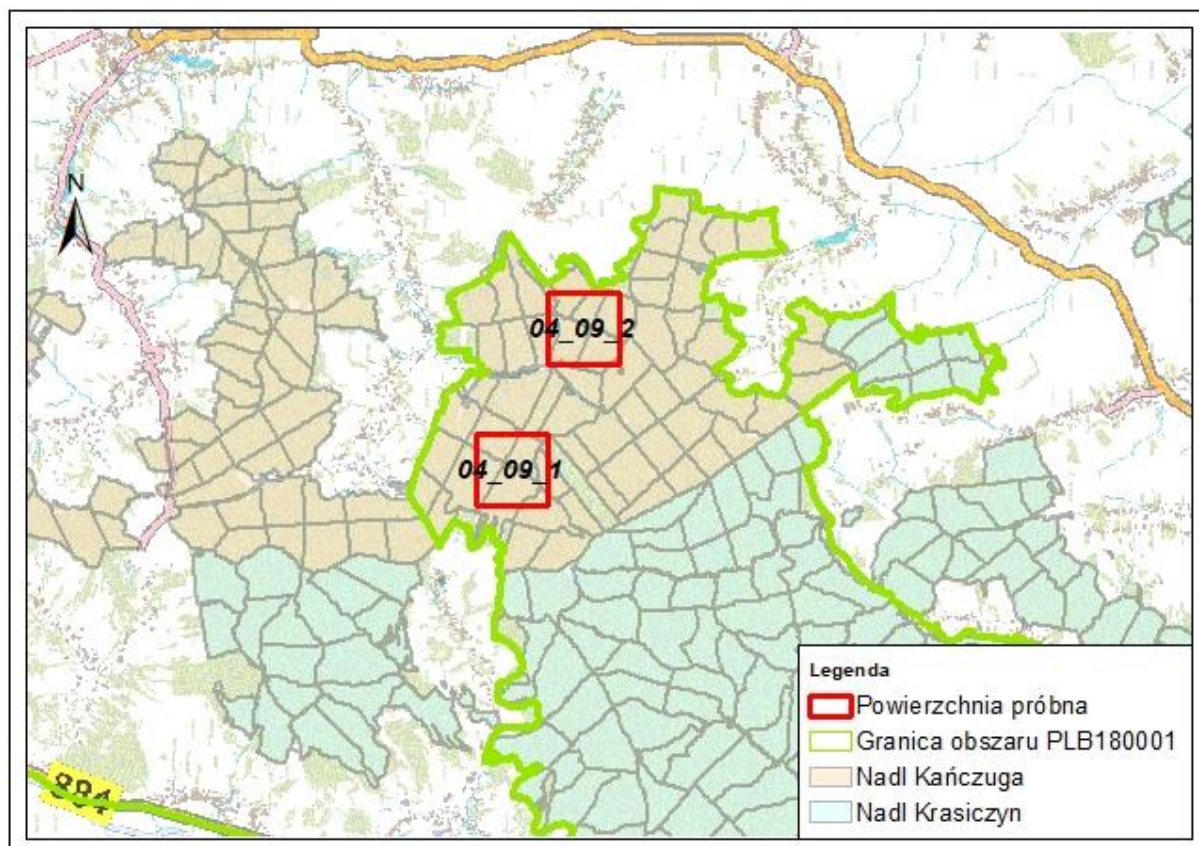 N
04_09_2
04_09_1
884
Legenda
Powierzchnia próbna
Granica obszaru PLB180001
Nadl Kańczuga
Nadl Krasiczyn